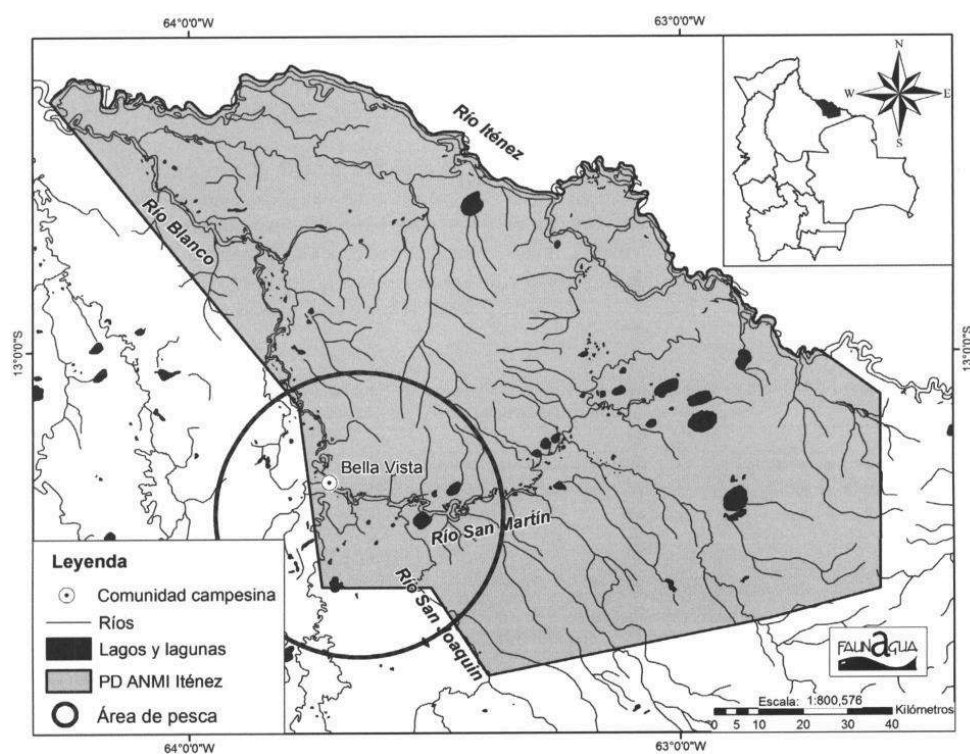 64°0'0"W
63°0'0"W
N
W
E
S
Río Iténez
Río Blanco
13°0'0"S
13°0'0"S
Bella Vista
Río San Martín
Río San Joaquin
Leyenda
Comunidad campesina
Ríos
Lagos y lagunas
PD ANMI Iténez
Área de pesca
FAUNAGUA
Escala: 1:800,576
Kilómetros
0 5 10 20 30 40
64°0'0"W
63°0'0"W